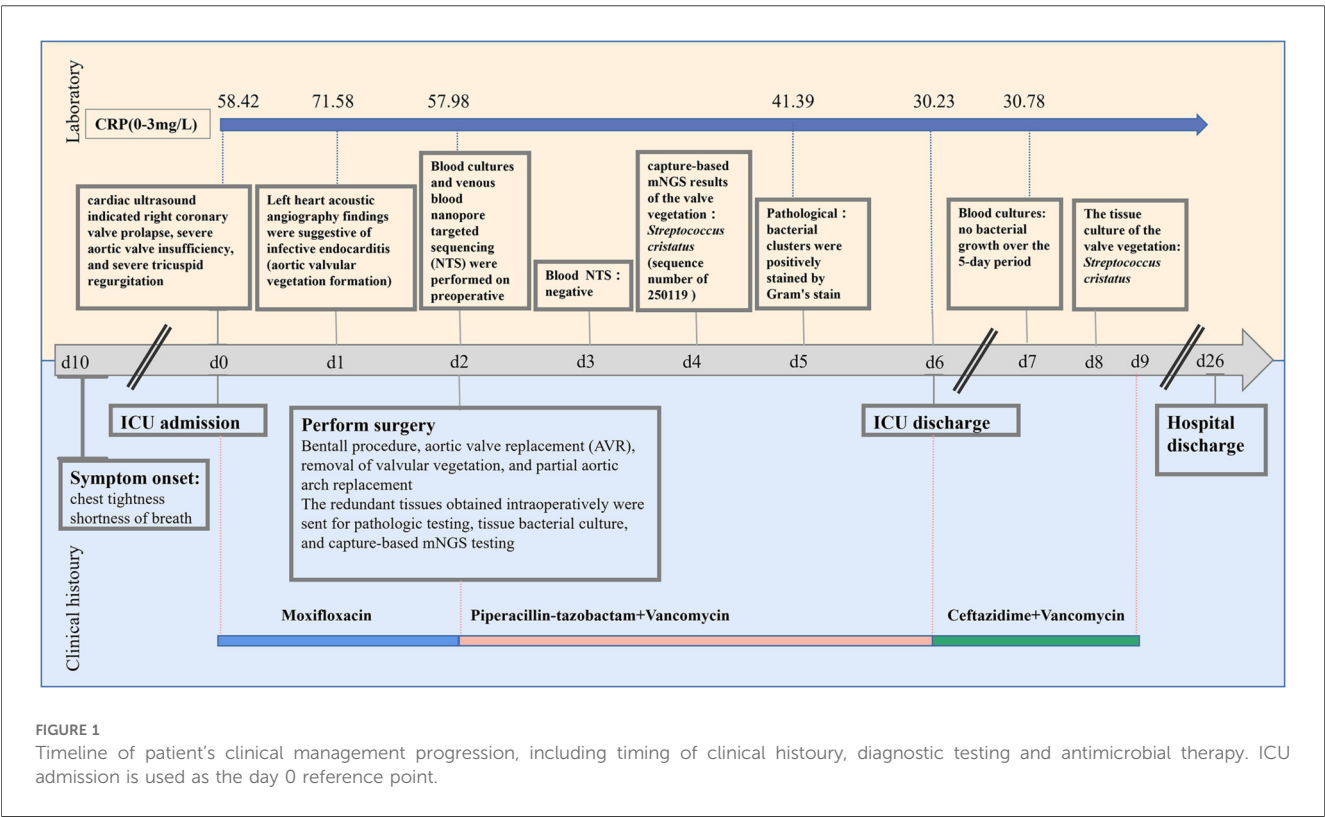 Laboratory
58.42
71.58
57.98
41.39
30.23
30.78
CRP(0-3mg/L)
cardiac ultrasound
indicated right coronary
valve prolapse, severe
aortic valve insufficiency,
and severe tricuspid
regurgitation
Left heart acoustic
angiography findings
were suggestive of
infective endocarditis
(aortic valvular
vegetation formation)
Blood cultures
and venous
blood
nanopore
targeted
sequencing
(NTS) were
performed on
preoperative
Blood NTS：
negative
capture-based
mNGS results
of the valve
vegetation：
Streptococcus
cristatus
(sequence
number of
250119 )
Pathological：
bacterial
clusters were
positively
stained by
Gram's stain
Blood cultures:
no bacterial
growth over the
5-day period
The tissue
culture of the
valve vegetation:
Streptococcus
cristatus
d10
d0
d1
d2
d3
d4
d5
d6
d7
d8
d9
d26
Clinical histoury
Symptom onset:
chest tightness
shortness of breath
ICU admission
Perform surgery
Bentall procedure, aortic valve replacement (AVR),
removal of valvular vegetation, and partial aortic
arch replacement
The redundant tissues obtained intraoperatively were
sent for pathologic testing, tissue bacterial culture,
and capture-based mNGS testing
ICU discharge
Hospital
discharge
Moxifloxacin
Piperacillin-tazobactam+Vancomycin
Ceftazidime+Vancomycin
FIGURE 1
Timeline of patient's clinical management progression, including timing of clinical histoury, diagnostic testing and antimicrobial therapy. ICU
admission is used as the day 0 reference point.